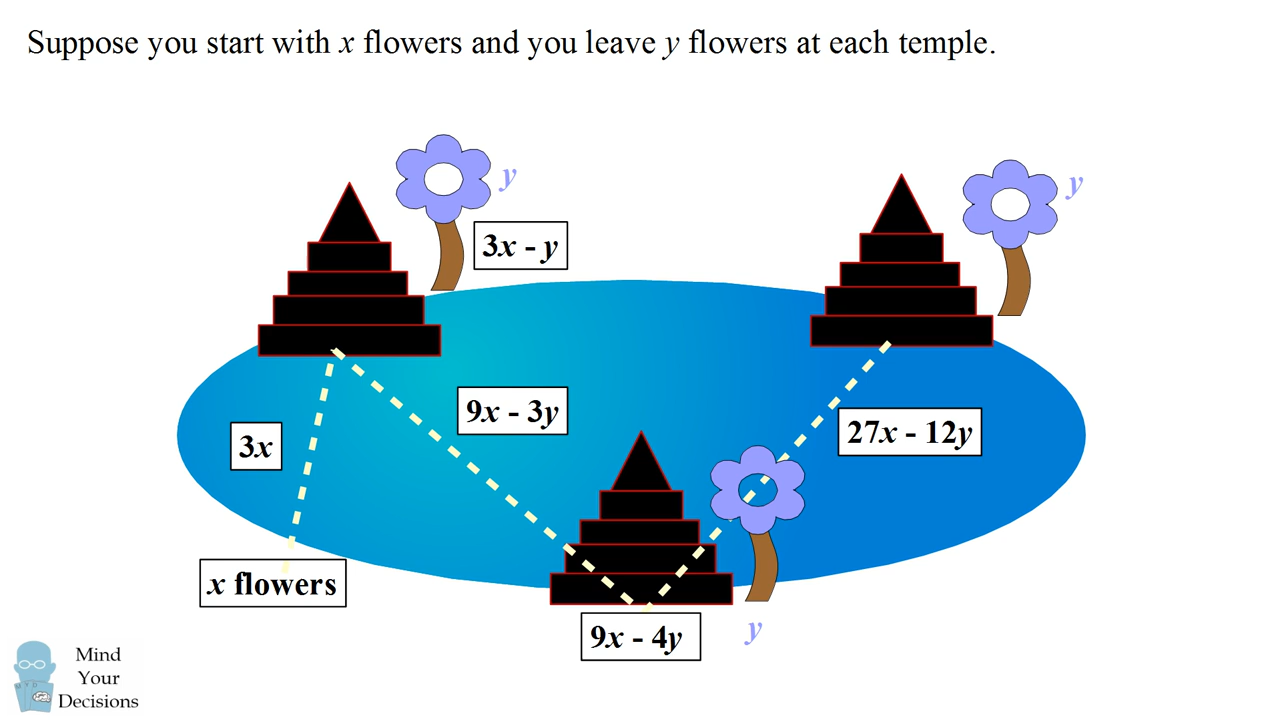 Suppose you start with x flowers and you leave y flowers at each temple.
y
y
3x - y
9x - 3y
27x - 12y
3x
x flowers
9x - 4y
y
Mind
Your
Decisions